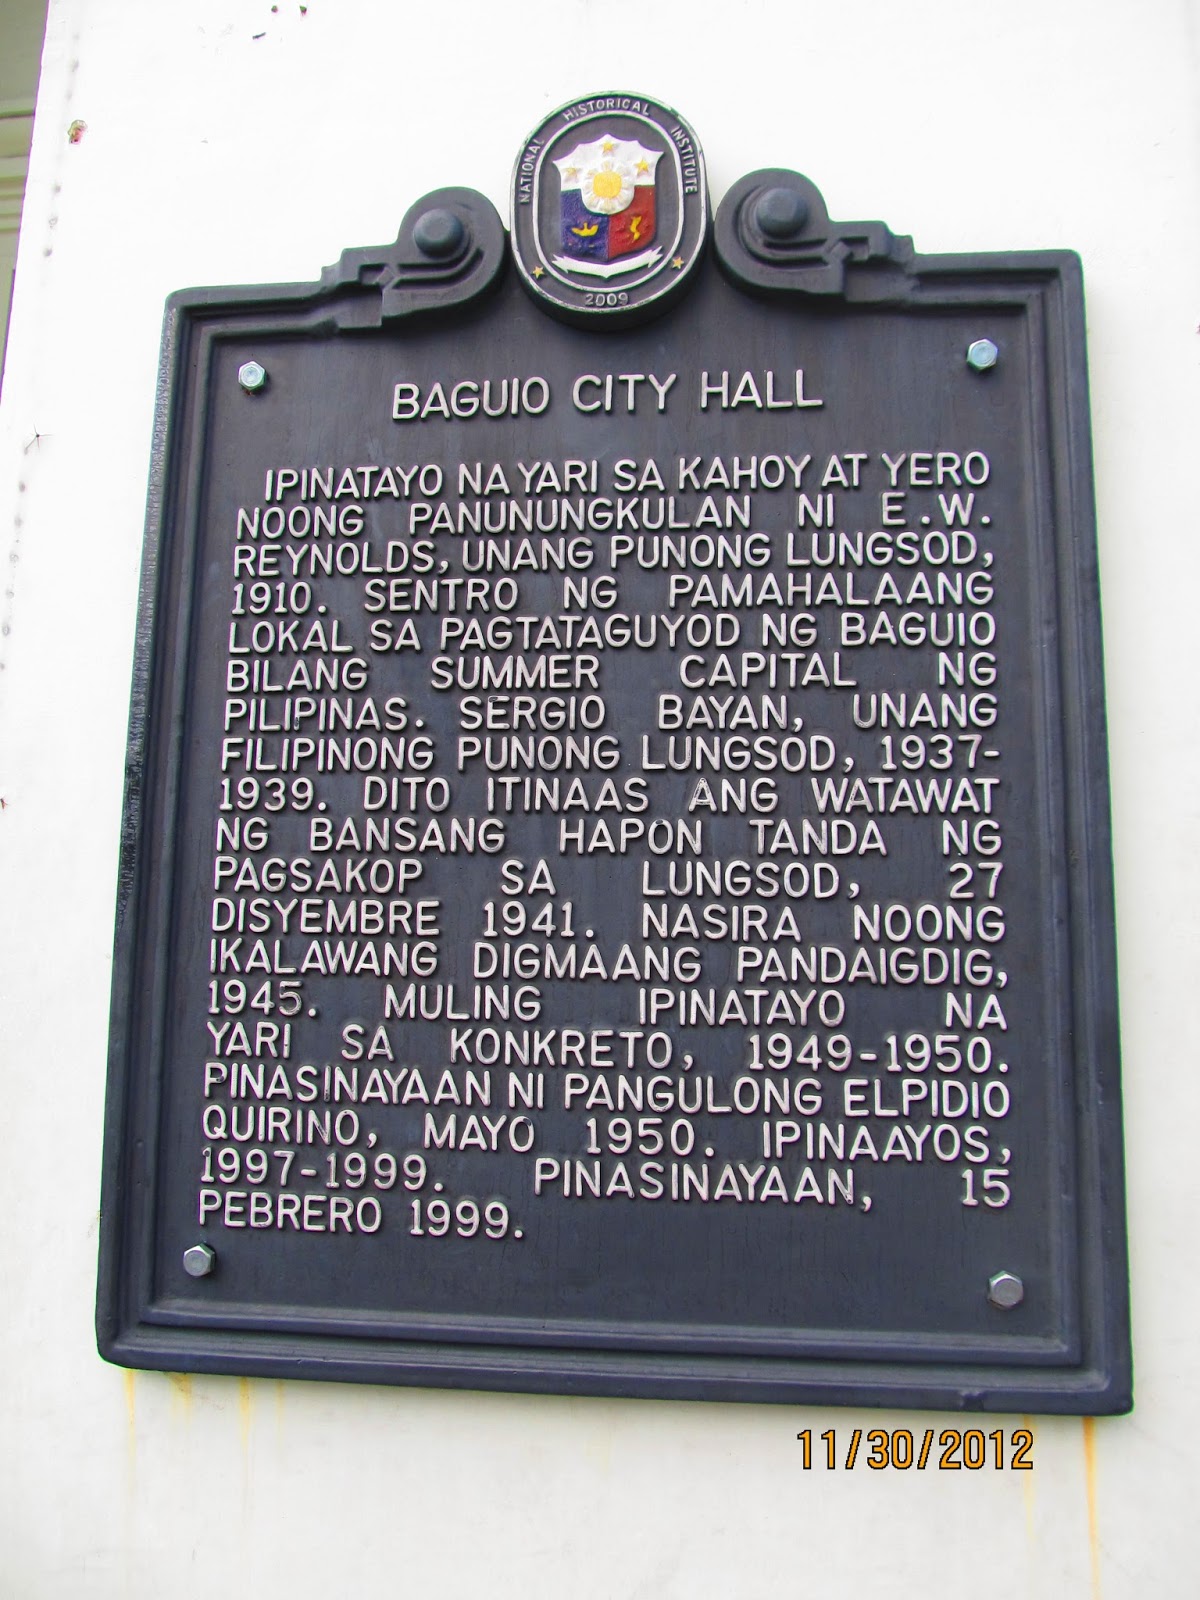 NATIONAL HISTORICAL INSTITUTE
2009
BAGUIO CITY HALL
IPINATAYO NA YARI SA KAHOY AT YERO
NOONG PANUNUNGKULAN NI E.W.
REYNOLDS, UNANG PUNONG LUNGSOD,
1910. SENTRO NG PAMAHALAANG
LOKAL SA PAGTATAGUYOD NG BAGUIO
BILANG SUMMER CAPITAL NG
PILIPINAS. SERGIO BAYAN, UNANG
FILIPINONG PUNONG LUNGSOD, 1937-
1939. DITO ITINAAS ANG WATAWAT
NG BANSANG HAPON TANDA NG
PAGSAKOP SA LUNGSOD, 27
DISYEMBRE 1941. NASIRA NOONG
IKALAWANG DIGMAANG PANDAIGDIG,
1945. MULING IPINATAYO NA
YARI SA KONKRETO, 1949-1950.
PINASINAYAAN NI PANGULONG ELPIDIO
QUIRINO, MAYO 1950. IPINAAYOS,
1997-1999. PINASINAYAAN, 15
PEBRERO 1999.
11/30/2012